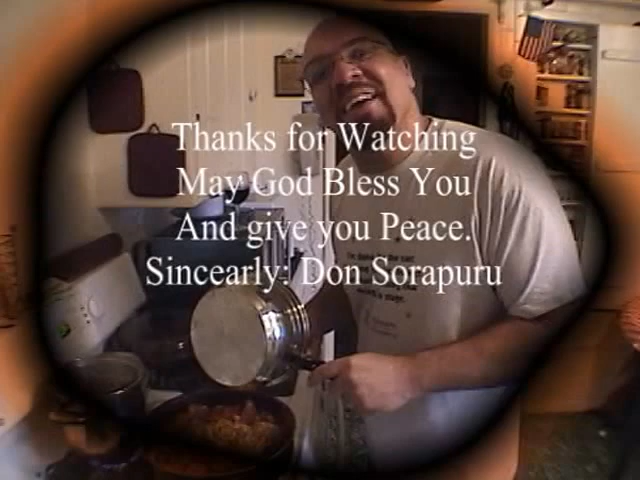 Thanks for Watching
May God Bless You
And give you Peace.
Sincearly: Don Sorapuru